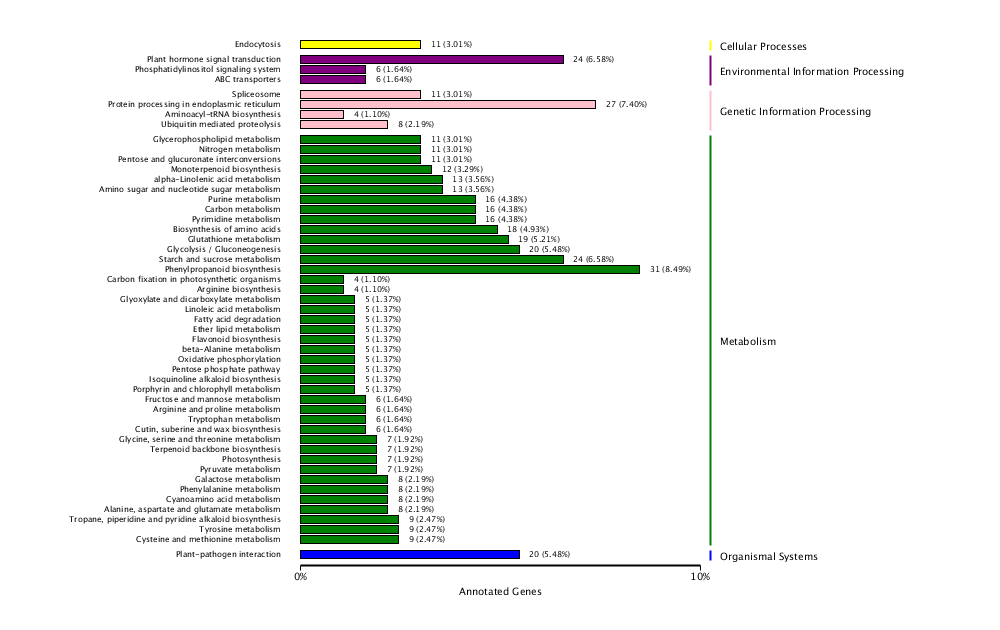 Endocytosis 11 (3.01%) Cellular Processes
Plant hormone signal transduction 24 (6.58%)
Phosphatidylinositol signaling system 6 (1.64%) Environmental Information Processing
ABC transporters 6 (1.64%)
Spliceosome 11 (3.01%)
Protein processing in endoplasmic reticulum 27 (7.40%)
Aminoacyl-tRNA biosynthesis 4 (1.10%) Genetic Information Processing
Ubiquitin mediated proteolysis 8 (2.19%)
Glycerophospholipid metabolism 11 (3.01%)
Nitrogen metabolism 11 (3.01%)
Pentose and glucuronate interconversions 11 (3.01%)
Monoterpenoid biosynthesis 12 (3.29%)
alpha-Linolenic acid metabolism 13 (3.56%)
Amino sugar and nucleotide sugar metabolism 13 (3.56%)
Purine metabolism 16 (4.38%)
Carbon metabolism 16 (4.38%)
Pyrimidine metabolism 16 (4.38%)
Biosynthesis of amino acids 18 (4.93%)
Glutathione metabolism 19 (5.21%)
Glycolysis / Gluconeogenesis 20 (5.48%)
Starch and sucrose metabolism 24 (6.58%)
Phenylpropanoid biosynthesis 31 (8.49%)
Carbon fixation in photosynthetic organisms 4 (1.10%)
Arginine biosynthesis 4 (1.10%)
Glyoxylate and dicarboxylate metabolism 5 (1.37%)
Linoleic acid metabolism 5 (1.37%)
Fatty acid degradation 5 (1.37%)
Ether lipid metabolism 5 (1.37%)
Flavonoid biosynthesis 5 (1.37%)
Metabolism
beta-Alanine metabolism 5 (1.37%)
Oxidative phosphorylation 5 (1.37%)
Pentose phosphate pathway 5 (1.37%)
Isoquinoline alkaloid biosynthesis 5 (1.37%)
Porphyrin and chlorophyll metabolism 5 (1.37%)
Fructose and mannose metabolism 6 (1.64%)
Arginine and proline metabolism 6 (1.64%)
Tryptophan metabolism 6 (1.64%)
Cutin, suberine and wax biosynthesis 6 (1.64%)
Glycine, serine and threonine metabolism 7 (1.92%)
Terpenoid backbone biosynthesis 7 (1.92%)
Photosynthesis 7 (1.92%)
Pyruvate metabolism 7 (1.92%)
Galactose metabolism 8 (2.19%)
Phenylalanine metabolism 8 (2.19%)
Cyanoamino acid metabolism 8 (2.19%)
Alanine, aspartate and glutamate metabolism 8 (2.19%)
Tropane, piperidine and pyridine alkaloid biosynthesis 9 (2.47%)
Tyrosine metabolism 9 (2.47%)
Cysteine and methionine metabolism 9 (2.47%)
Plant-pathogen interaction 20 (5.48%) Organismal Systems
0% 10%
Annotated Genes